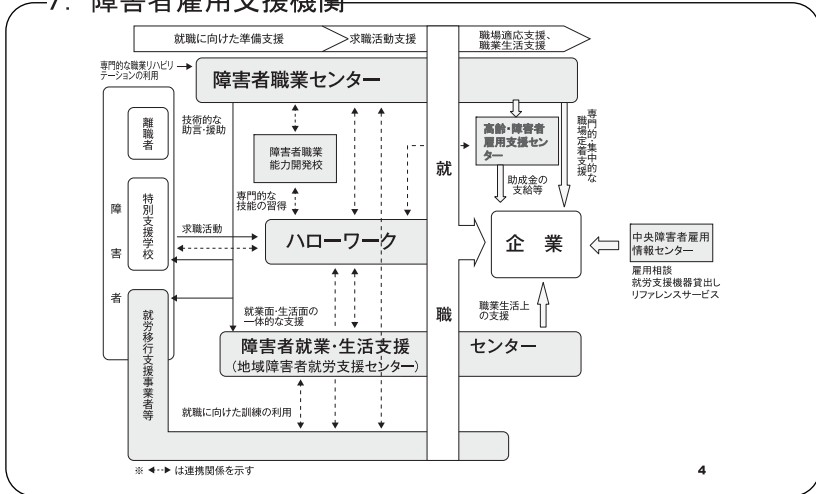 7. 障害者雇用支援機関
就職に向けた準備支援
求職活動支援
職場適応支援、
職業生活支援
専門的な職業リハビリ
テーションの利用
障害者職業センター
離職者
技術的な
助言・援助
障害者職業
能力開発校
就
高齢・障害者
雇用支援セン
ター
専門的・集中的な
職場定着支援
助成金の
支給等
専門的な
技能の習得
障害者
特別支援学校
求職活動
ハローワーク
企業
中央障害者雇用
情報センター
雇用相談
就労支援機器貸出し
リファレンスサービス
就労移行支援事業者等
就業面・生活面の
一体的な支援
職
職業生活上
の支援
障害者就業・生活支援 センター
(地域障害者就労支援センター)
就職に向けた訓練の利用
※ は連携関係を示す
4